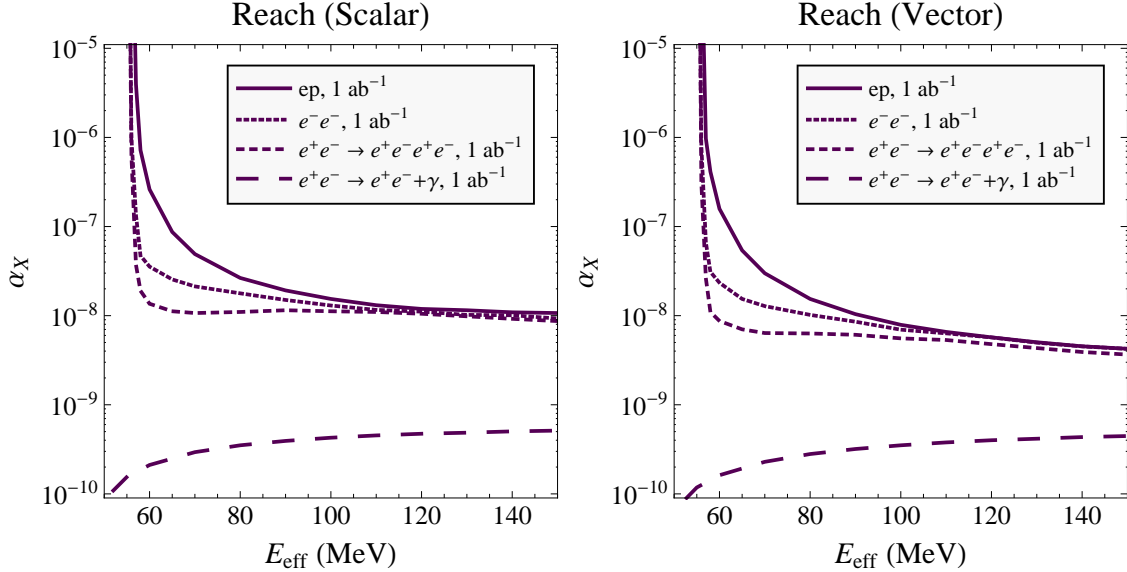 Reach (Scalar)
10⁻⁵
10⁻⁶
10⁻⁷
10⁻⁸
10⁻⁹
10⁻¹⁰
α_X
ep, 1 ab⁻¹
e⁻e⁻, 1 ab⁻¹
e⁺e⁻ → e⁺e⁻e⁺e⁻, 1 ab⁻¹
e⁺e⁻ → e⁺e⁻+γ, 1 ab⁻¹
60 80 100 120 140
E_eff (MeV)
Reach (Vector)
10⁻⁵
10⁻⁶
10⁻⁷
10⁻⁸
10⁻⁹
10⁻¹⁰
α_X
ep, 1 ab⁻¹
e⁻e⁻, 1 ab⁻¹
e⁺e⁻ → e⁺e⁻e⁺e⁻, 1 ab⁻¹
e⁺e⁻ → e⁺e⁻+γ, 1 ab⁻¹
60 80 100 120 140
E_eff (MeV)